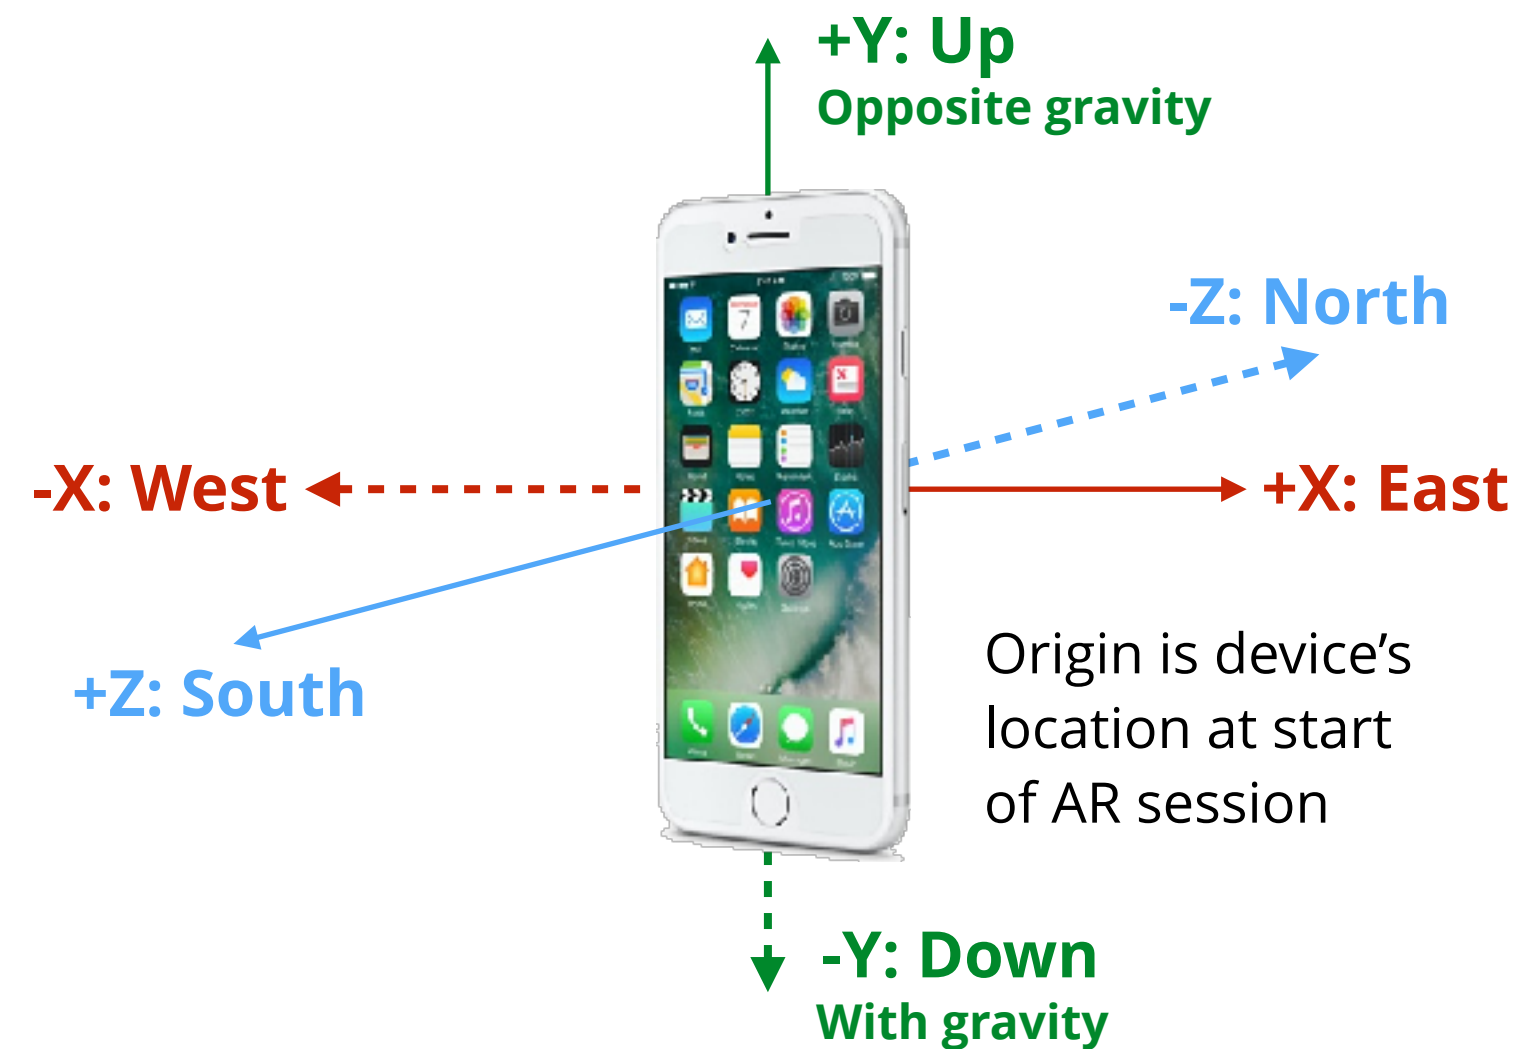 +Y: Up
Opposite gravity
-Z: North
-X: West
+X: East
+Z: South
Origin is device’s
location at start
of AR session
-Y: Down
With gravity
7